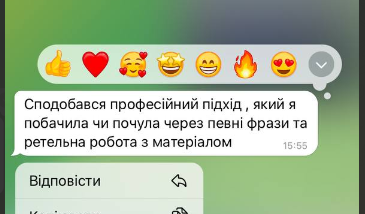 Сподобався професійний підхід , який я
побачила чи почула через певні фрази та
ретельна робота з матеріалом
15:55
Відповісти